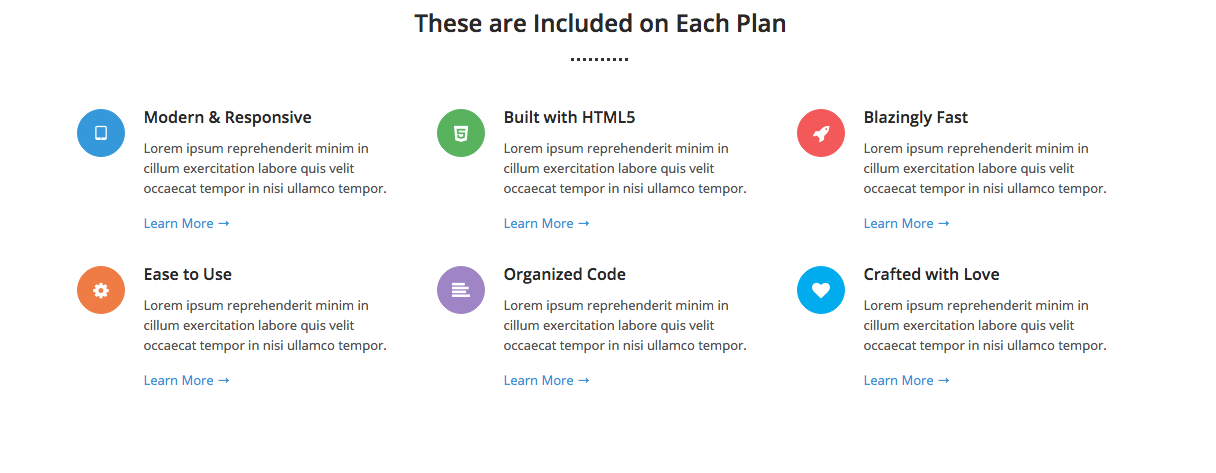 These are Included on Each Plan
Modern & Responsive
Lorem ipsum reprehenderit minim in
cillum exercitation labore quis velit
occaecat tempor in nisi ullamco tempor.
Learn More →
Built with HTML5
Lorem ipsum reprehenderit minim in
cillum exercitation labore quis velit
occaecat tempor in nisi ullamco tempor.
Learn More →
Blazingly Fast
Lorem ipsum reprehenderit minim in
cillum exercitation labore quis velit
occaecat tempor in nisi ullamco tempor.
Learn More →
Ease to Use
Lorem ipsum reprehenderit minim in
cillum exercitation labore quis velit
occaecat tempor in nisi ullamco tempor.
Learn More →
Organized Code
Lorem ipsum reprehenderit minim in
cillum exercitation labore quis velit
occaecat tempor in nisi ullamco tempor.
Learn More →
Crafted with Love
Lorem ipsum reprehenderit minim in
cillum exercitation labore quis velit
occaecat tempor in nisi ullamco tempor.
Learn More →